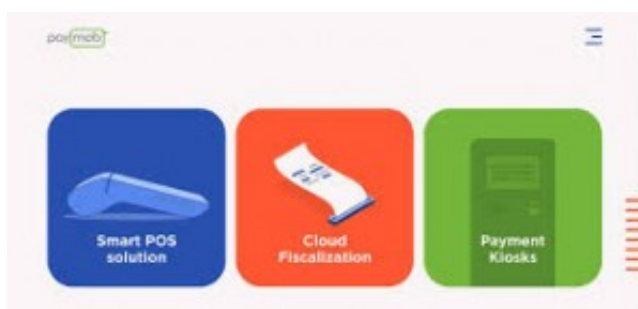 paymob
Smart POS
solution
Cloud
Fiscalization
Payment
Kiosks